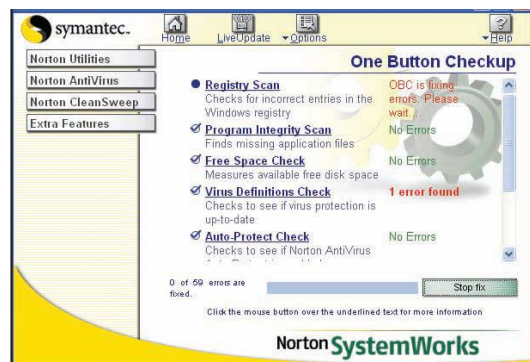 symantec.
Home
LiveUpdate
Options
?
Help
Norton Utilities
Norton AntiVirus
Norton CleanSweep
Extra Features
One Button Checkup
Registry Scan
Checks for incorrect entries in the
Windows registry
OBC is fixing
errors. Please
wait...
Program Integrity Scan
Finds missing application files
No Errors
Free Space Check
Measures available free disk space
No Errors
Virus Definitions Check
Checks to see if virus protection is
up-to-date
1 error found
Auto-Protect Check
Checks to see if Norton AntiVirus
No Errors
0 of 59 errors are
fixed.
Stop fix
Click the mouse button over the underlined text for more information
Norton SystemWorks